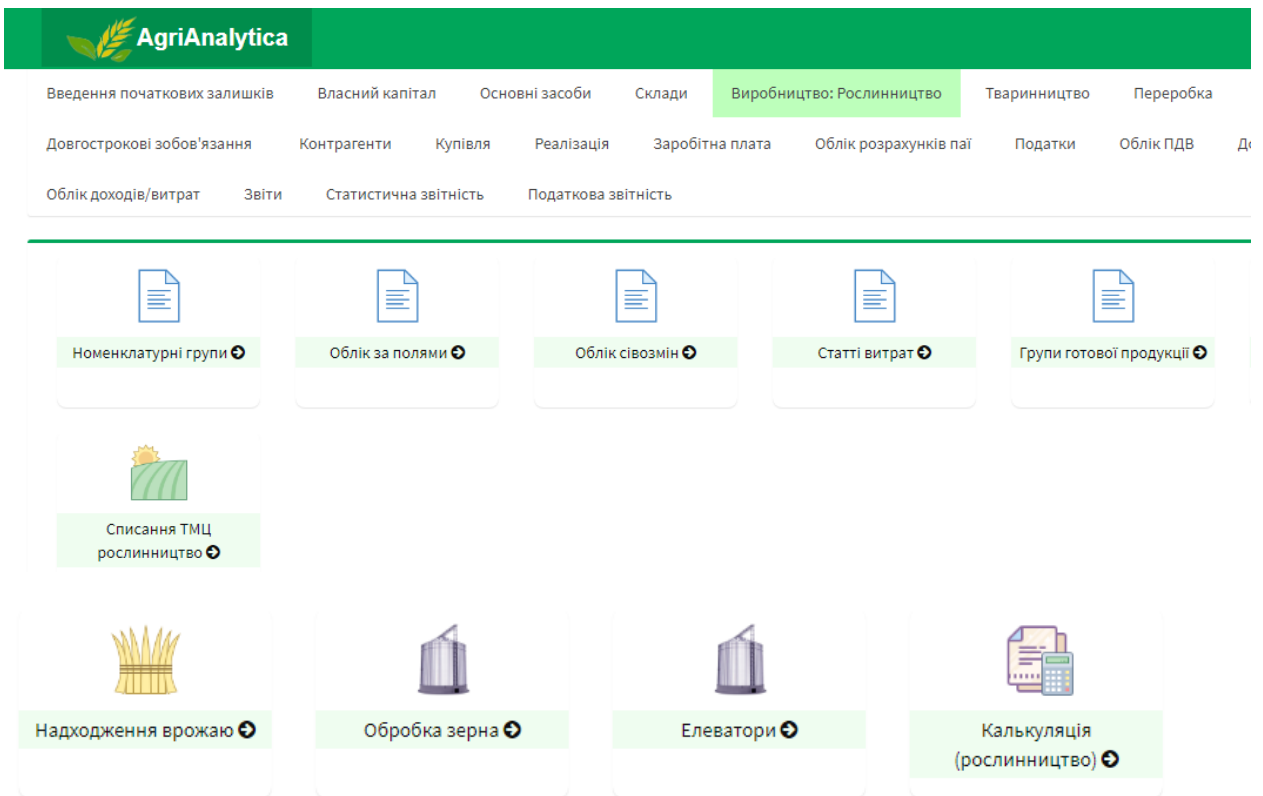 AgriAnalytica
Введення початкових залишків Власний капітал Основні засоби Склади Виробництво: Рослинництво Тваринництво Переробка
Довгострокові зобов'язання Контрагенти Купівля Реалізація Заробітна плата Облік розрахунків паї Податки Облік ПДВ
Облік доходів/витрат Звіти Статистична звітність Податкова звітність
Номенклатурні групи Облік за полями Облік сівозмін Статті витрат Групи готової продукції
Списання ТМЦ
рослинництво
Надходження врожаю Обробка зерна Елеватори Калькуляція
(рослинництво)